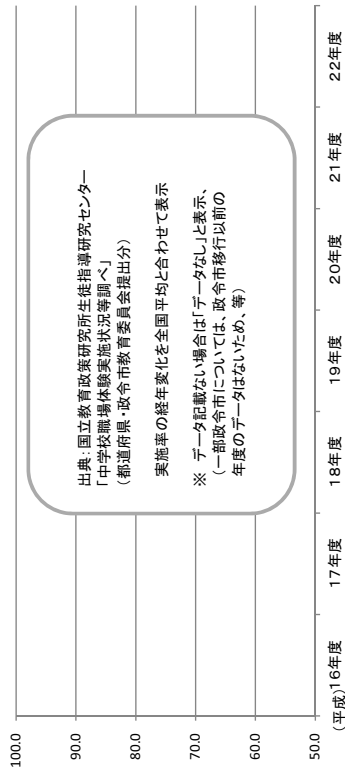 100.0
90.0
80.0
70.0
60.0
50.0
(平成)16年度
17年度
18年度
19年度
20年度
21年度
22年度
出典:国立教育政策研究所生徒指導研究センター
「中学校職場体験実施状況等調べ」
(都道府県・政令市教育委員会提出分)
実施率の経年変化を全国平均と合わせて表示
※ データ記載ない場合は「データなし」と表示、
(一部政令市については、政令市移行以前の
年度のデータはないため、等)